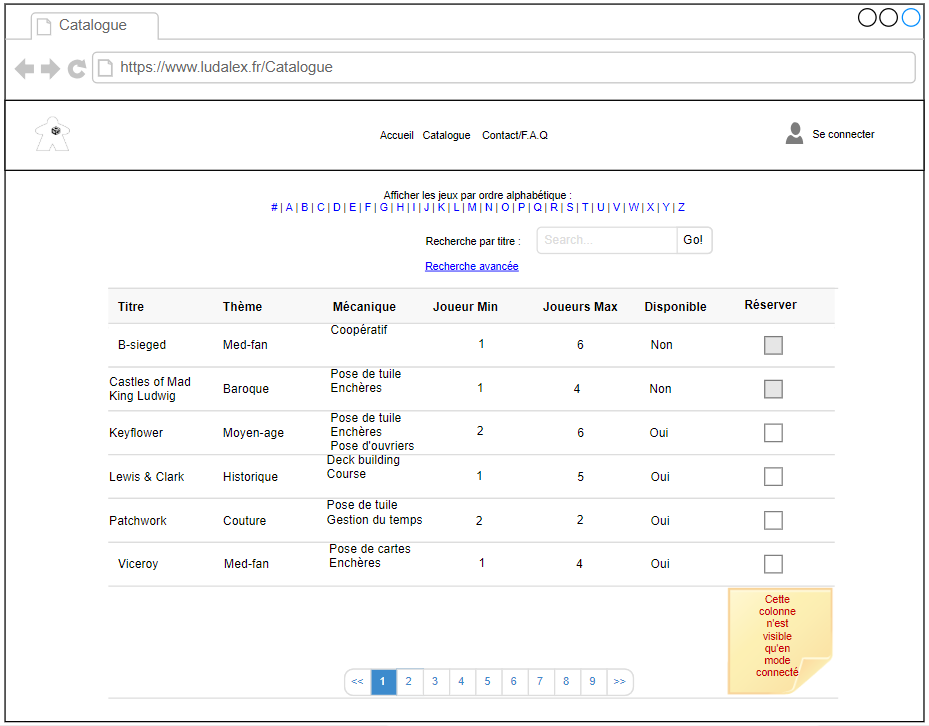 Catalogue
https://www.ludalex.fr/Catalogue
Accueil Catalogue Contact/F.A.Q Se connecter
Afficher les jeux par ordre alphabétique :
# | A | B | C | D | E | F | G | H | I | J | K | L | M | N | O | P | Q | R | S | T | U | V | W | X | Y | Z
Recherche par titre : Search... Go!
Recherche avancée
Titre Thème Mécanique Joueur Min Joueurs Max Disponible Réserver
Coopératif
B-sieged Med-fan 1 6 Non
Castles of Mad King Ludwig Baroque Pose de tuile Enchères 1 4 Non
Keyflower Moyen-age Pose de tuile Enchères Pose d'ouvriers 2 6 Oui
Lewis & Clark Historique Deck building Course 1 5 Oui
Patchwork Couture Pose de tuile Gestion du temps 2 2 Oui
Viceroy Med-fan Pose de cartes Enchères 1 4 Oui
Cette
colonne
n'est
visible
qu'en
mode
connecté
<< 1 2 3 4 5 6 7 8 9 >>